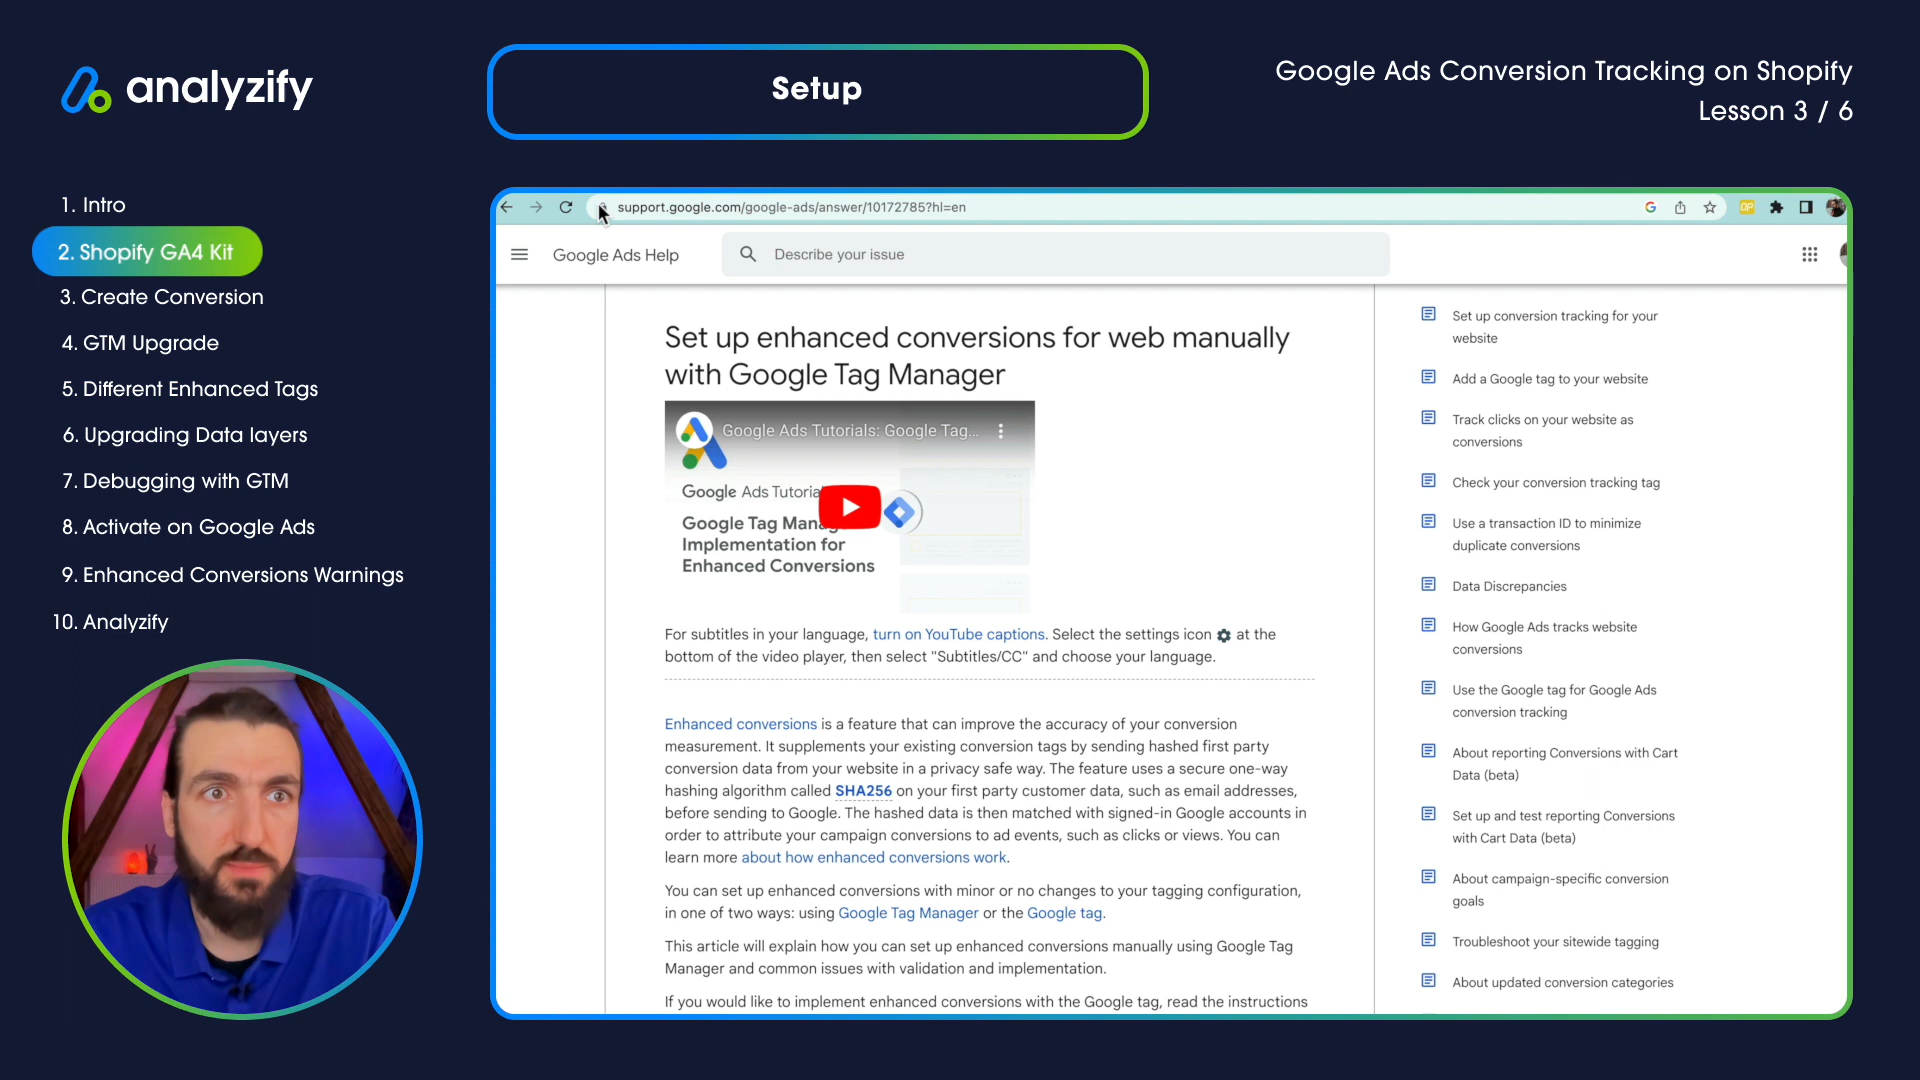 analyzify
Setup
Google Ads Conversion Tracking on Shopify
Lesson 3 / 6
1. Intro
2. Shopify GA4 Kit
3. Create Conversion
4. GTM Upgrade
5. Different Enhanced Tags
6. Upgrading Data layers
7. Debugging with GTM
8. Activate on Google Ads
9. Enhanced Conversions Warnings
10. Analyzify
support.google.com/google-ads/answer/10172785?hl=en
Google Ads Help
Describe your issue
Set up enhanced conversions for web manually
with Google Tag Manager
Google Ads Tutorials: Google Tag...
Google Ads Tutoria
Google Tag Manag
Implementation for
Enhanced Conversions
For subtitles in your language, turn on YouTube captions. Select the settings icon at the
bottom of the video player, then select "Subtitles/CC" and choose your language.
Enhanced conversions is a feature that can improve the accuracy of your conversion
measurement. It supplements your existing conversion tags by sending hashed first party
conversion data from your website in a privacy safe way. The feature uses a secure one-way
hashing algorithm called SHA256 on your first party customer data, such as email addresses,
before sending to Google. The hashed data is then matched with signed-in Google accounts in
order to attribute your campaign conversions to ad events, such as clicks or views. You can
learn more about how enhanced conversions work.
You can set up enhanced conversions with minor or no changes to your tagging configuration,
in one of two ways: using Google Tag Manager or the Google tag.
This article will explain how you can set up enhanced conversions manually using Google Tag
Manager and common issues with validation and implementation.
If you would like to implement enhanced conversions with the Google tag, read the instructions
Set up conversion tracking for your
website
Add a Google tag to your website
Track clicks on your website as
conversions
Check your conversion tracking tag
Use a transaction ID to minimize
duplicate conversions
Data Discrepancies
How Google Ads tracks website
conversions
Use the Google tag for Google Ads
conversion tracking
About reporting Conversions with Cart
Data (beta)
Set up and test reporting Conversions
with Cart Data (beta)
About campaign-specific conversion
goals
Troubleshoot your sitewide tagging
About updated conversion categories